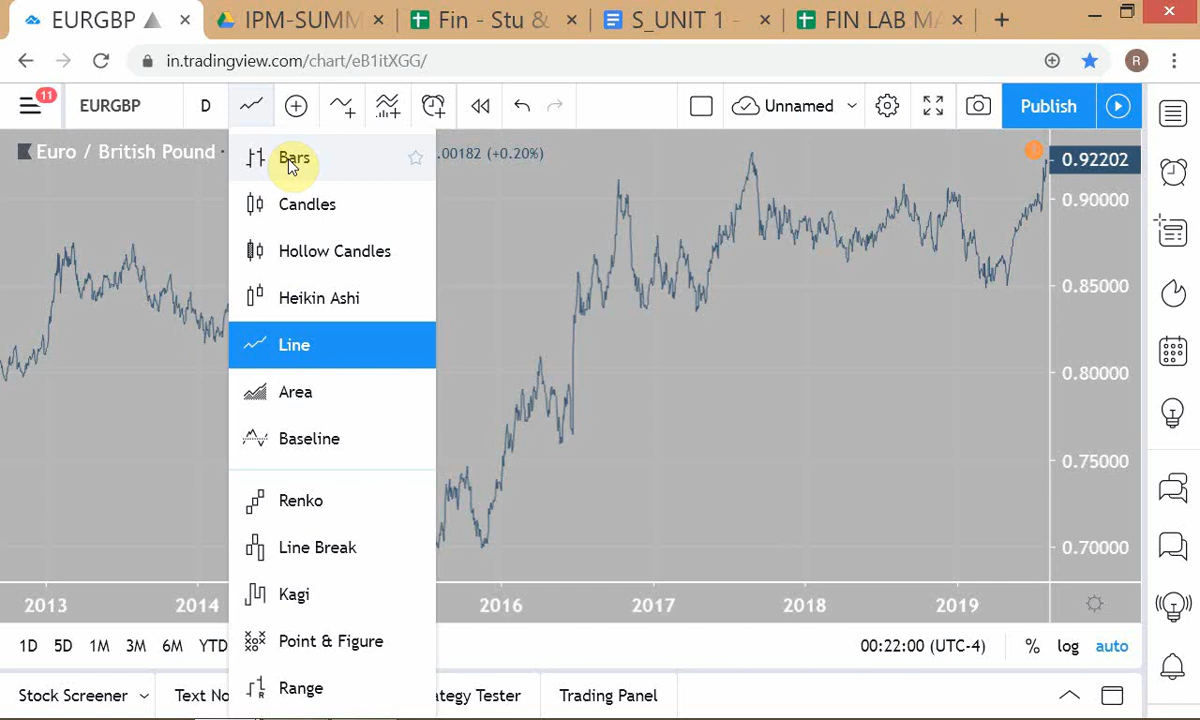 EURGBP
IPM-SUMM
Fin - Stu &
S_UNIT 1 -
FIN LAB MA
in.tradingview.com/chart/eB1itXGG/
R
11
EURGBP
D
Unnamed
Publish
Euro / British Pound ·
.00182 (+0.20%)
0.92202
0.90000
0.85000
0.80000
0.75000
0.70000
Bars
Candles
Hollow Candles
Heikin Ashi
Line
Area
Baseline
Renko
Line Break
Kagi
Point & Figure
Range
2013 2014 2016 2017 2018 2019
1D 5D 1M 3M 6M YTD
00:22:00 (UTC-4) % log auto
Stock Screener Text No ategy Tester Trading Panel